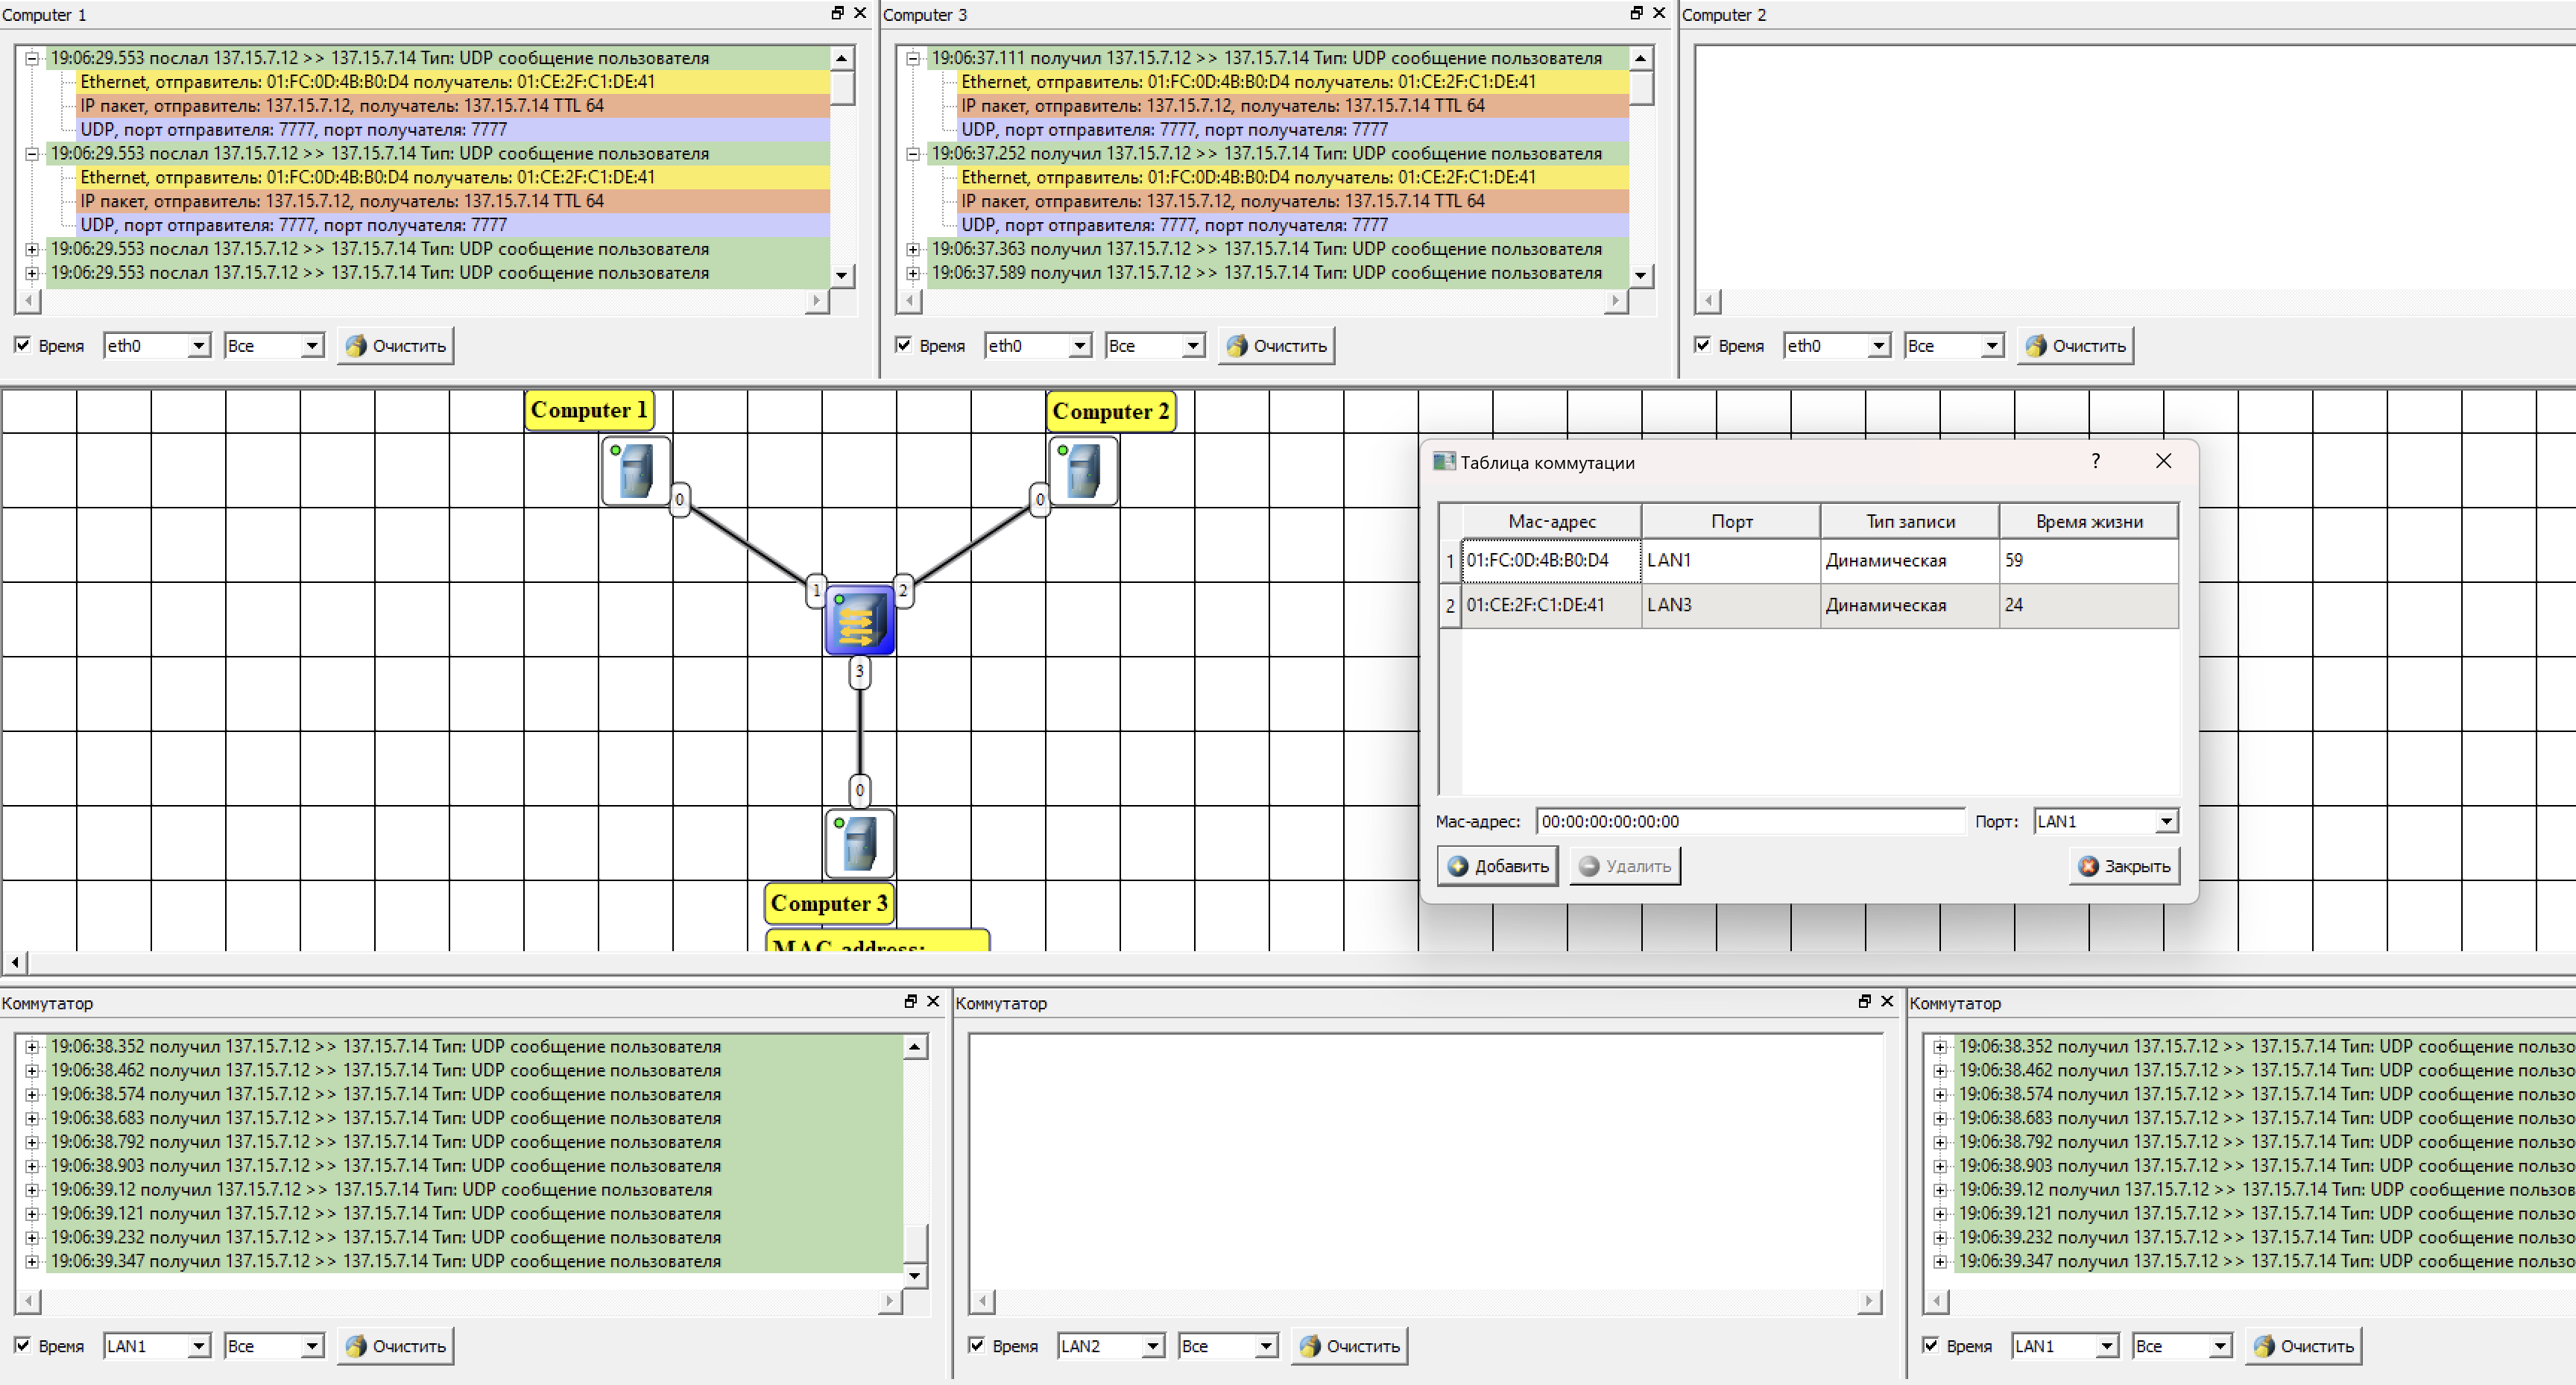 Computer 1
19:06:29.553 послал 137.15.7.12 >> 137.15.7.14 Тип: UDP сообщение пользователя
Ethernet, отправитель: 01:FC:0D:4B:B0:D4 получатель: 01:CE:2F:C1:DE:41
IP пакет, отправитель: 137.15.7.12, получатель: 137.15.7.14 TTL 64
UDP, порт отправителя: 7777, порт получателя: 7777
19:06:29.553 послал 137.15.7.12 >> 137.15.7.14 Тип: UDP сообщение пользователя
Ethernet, отправитель: 01:FC:0D:4B:B0:D4 получатель: 01:CE:2F:C1:DE:41
IP пакет, отправитель: 137.15.7.12, получатель: 137.15.7.14 TTL 64
UDP, порт отправителя: 7777, порт получателя: 7777
19:06:29.553 послал 137.15.7.12 >> 137.15.7.14 Тип: UDP сообщение пользователя
19:06:29.553 послал 137.15.7.12 >> 137.15.7.14 Тип: UDP сообщение пользователя
Время eth0 Все Очистить
Computer 3
19:06:37.111 получил 137.15.7.12 >> 137.15.7.14 Тип: UDP сообщение пользователя
Ethernet, отправитель: 01:FC:0D:4B:B0:D4 получатель: 01:CE:2F:C1:DE:41
IP пакет, отправитель: 137.15.7.12, получатель: 137.15.7.14 TTL 64
UDP, порт отправителя: 7777, порт получателя: 7777
19:06:37.252 получил 137.15.7.12 >> 137.15.7.14 Тип: UDP сообщение пользователя
Ethernet, отправитель: 01:FC:0D:4B:B0:D4 получатель: 01:CE:2F:C1:DE:41
IP пакет, отправитель: 137.15.7.12, получатель: 137.15.7.14 TTL 64
UDP, порт отправителя: 7777, порт получателя: 7777
19:06:37.363 получил 137.15.7.12 >> 137.15.7.14 Тип: UDP сообщение пользователя
19:06:37.589 получил 137.15.7.12 >> 137.15.7.14 Тип: UDP сообщение пользователя
Время eth0 Все Очистить
Computer 2
Время eth0 Все Очистить
Computer 1
Computer 2
0
0
1
2
3
0
Computer 3
MAC address:
Таблица коммутации ?
Mac-адрес Порт Тип записи Время жизни
1 01:FC:0D:4B:B0:D4 LAN1 Динамическая 59
2 01:CE:2F:C1:DE:41 LAN3 Динамическая 24
Mac-адрес: 00:00:00:00:00:00 Порт: LAN1
Добавить Удалить Закрыть
Коммутатор
19:06:38.352 получил 137.15.7.12 >> 137.15.7.14 Тип: UDP сообщение пользователя
19:06:38.462 получил 137.15.7.12 >> 137.15.7.14 Тип: UDP сообщение пользователя
19:06:38.574 получил 137.15.7.12 >> 137.15.7.14 Тип: UDP сообщение пользователя
19:06:38.683 получил 137.15.7.12 >> 137.15.7.14 Тип: UDP сообщение пользователя
19:06:38.792 получил 137.15.7.12 >> 137.15.7.14 Тип: UDP сообщение пользователя
19:06:38.903 получил 137.15.7.12 >> 137.15.7.14 Тип: UDP сообщение пользователя
19:06:39.12 получил 137.15.7.12 >> 137.15.7.14 Тип: UDP сообщение пользователя
19:06:39.121 получил 137.15.7.12 >> 137.15.7.14 Тип: UDP сообщение пользователя
19:06:39.232 получил 137.15.7.12 >> 137.15.7.14 Тип: UDP сообщение пользователя
19:06:39.347 получил 137.15.7.12 >> 137.15.7.14 Тип: UDP сообщение пользователя
Время LAN1 Все Очистить
Коммутатор
Время LAN2 Все Очистить
Коммутатор
19:06:38.352 получил 137.15.7.12 >> 137.15.7.14 Тип: UDP сообщение пользо
19:06:38.462 получил 137.15.7.12 >> 137.15.7.14 Тип: UDP сообщение пользо
19:06:38.574 получил 137.15.7.12 >> 137.15.7.14 Тип: UDP сообщение пользо
19:06:38.683 получил 137.15.7.12 >> 137.15.7.14 Тип: UDP сообщение пользо
19:06:38.792 получил 137.15.7.12 >> 137.15.7.14 Тип: UDP сообщение пользо
19:06:38.903 получил 137.15.7.12 >> 137.15.7.14 Тип: UDP сообщение пользо
19:06:39.12 получил 137.15.7.12 >> 137.15.7.14 Тип: UDP сообщение пользов
19:06:39.121 получил 137.15.7.12 >> 137.15.7.14 Тип: UDP сообщение пользо
19:06:39.232 получил 137.15.7.12 >> 137.15.7.14 Тип: UDP сообщение пользо
19:06:39.347 получил 137.15.7.12 >> 137.15.7.14 Тип: UDP сообщение пользо
Время LAN1 Все Очистить